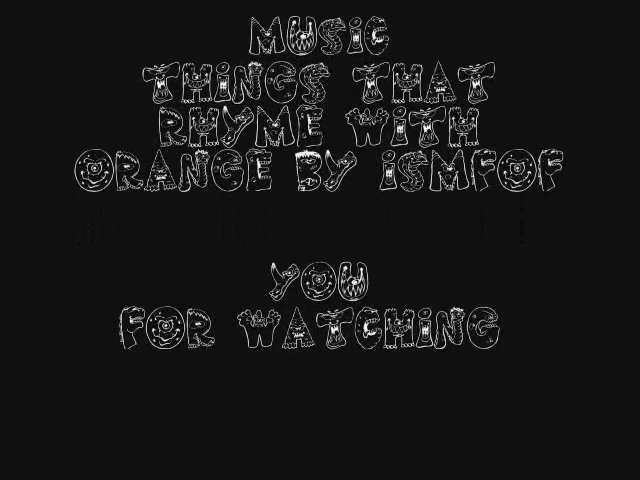 MUSiC
THiNGS THAT
RHYME WiTH
ORANGE BY iSMFOF
YOU
FOR WATCHiNG